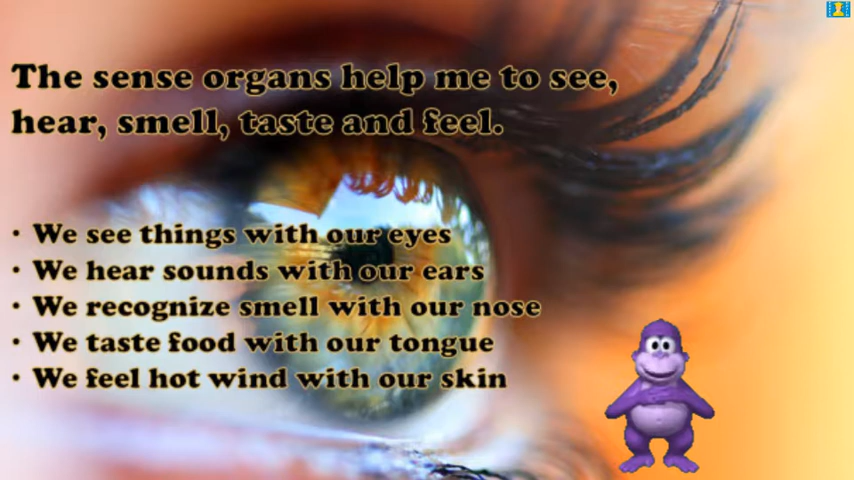 The sense organs help me to see,
hear, smell, taste and feel.
• We see things with our eyes
• We hear sounds with our ears
• We recognize smell with our nose
• We taste food with our tongue
• We feel hot wind with our skin